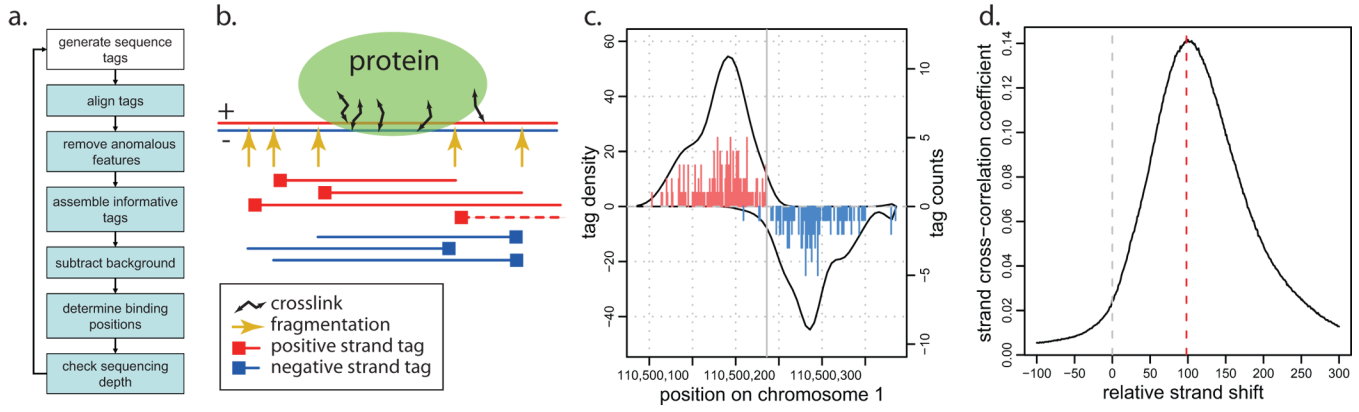 a.
generate sequence
tags
align tags
remove anomalous
features
assemble informative
tags
subtract background
determine binding
positions
check sequencing
depth
b.
protein
+
-
crosslink
fragmentation
positive strand tag
negative strand tag
c.
tag density
60
40
20
0
-20
-40
tag counts
10
5
0
-5
-10
110,500,100
110,500,200
110,500,300
position on chromosome 1
d.
strand cross-correlation coefficient
0.14
0.12
0.10
0.08
0.06
0.04
0.02
0.00
-100
-50
0
50
100
150
200
250
300
relative strand shift